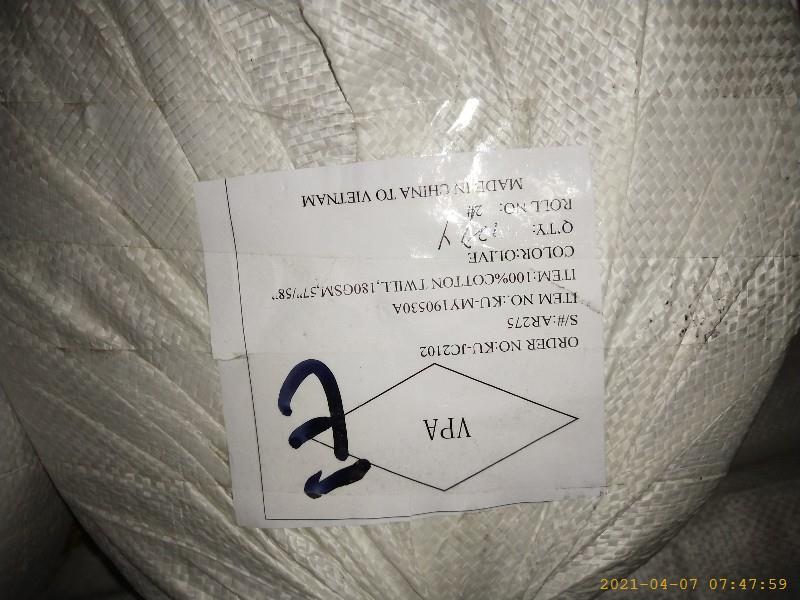 VPA
ORDER NO:KU-JC2102
S/#:AR275
ITEM NO.:KU-MY190530A
ITEM:100%COTTON TWILL,180GSM,57"/58"
COLOR:OLIVE
Q'TY:
ROLL NO: 2#
MADE IN CHINA TO VIETNAM
2021-04-07 07:47:59